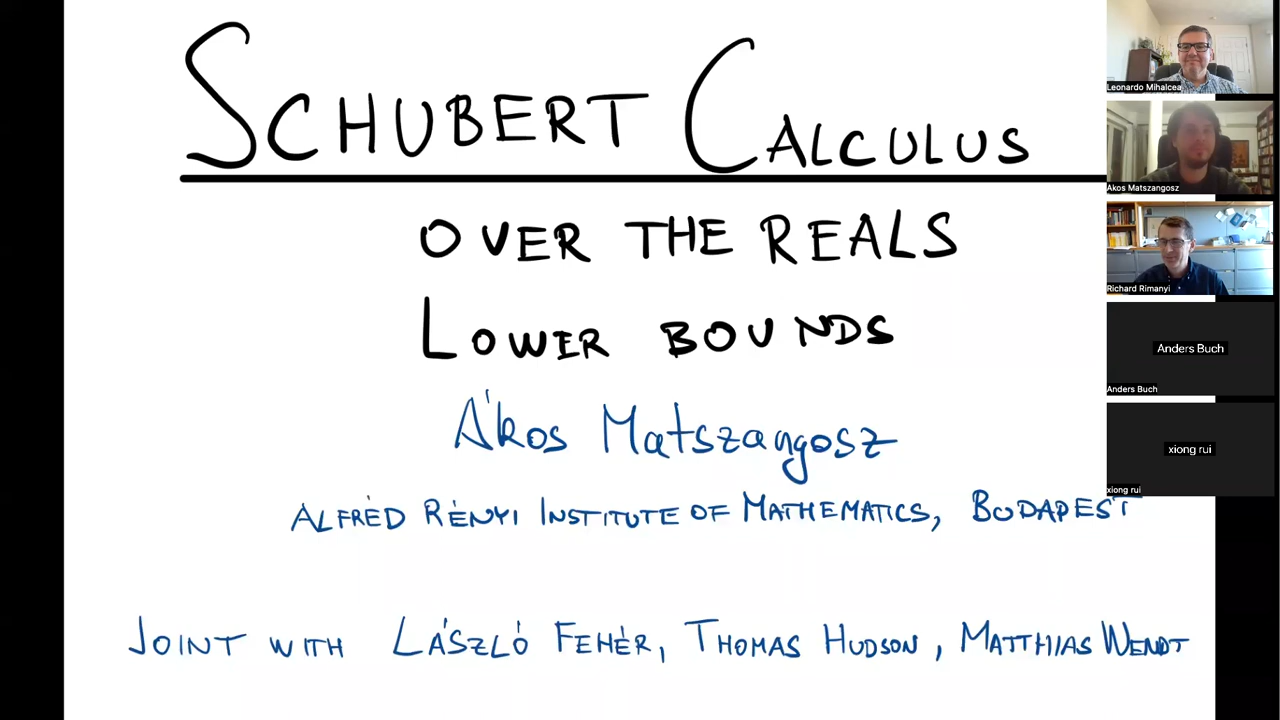 SCHUBERT CALCULUS
OVER THE REALS
LOWER BOUNDS
Ákos Matszangosz
ALFRÉD RÉNYI INSTITUTE OF MATHEMATICS, BUDAPEST
JOINT WITH LÁSZLÓ FEHÉR, THOMAS HUDSON, MATTHIAS WENDT
Leonardo Mihalcea
Ákos Matszangosz
Richard Rimanyi
Anders Buch
Anders Buch
xiong rui
xiong rui